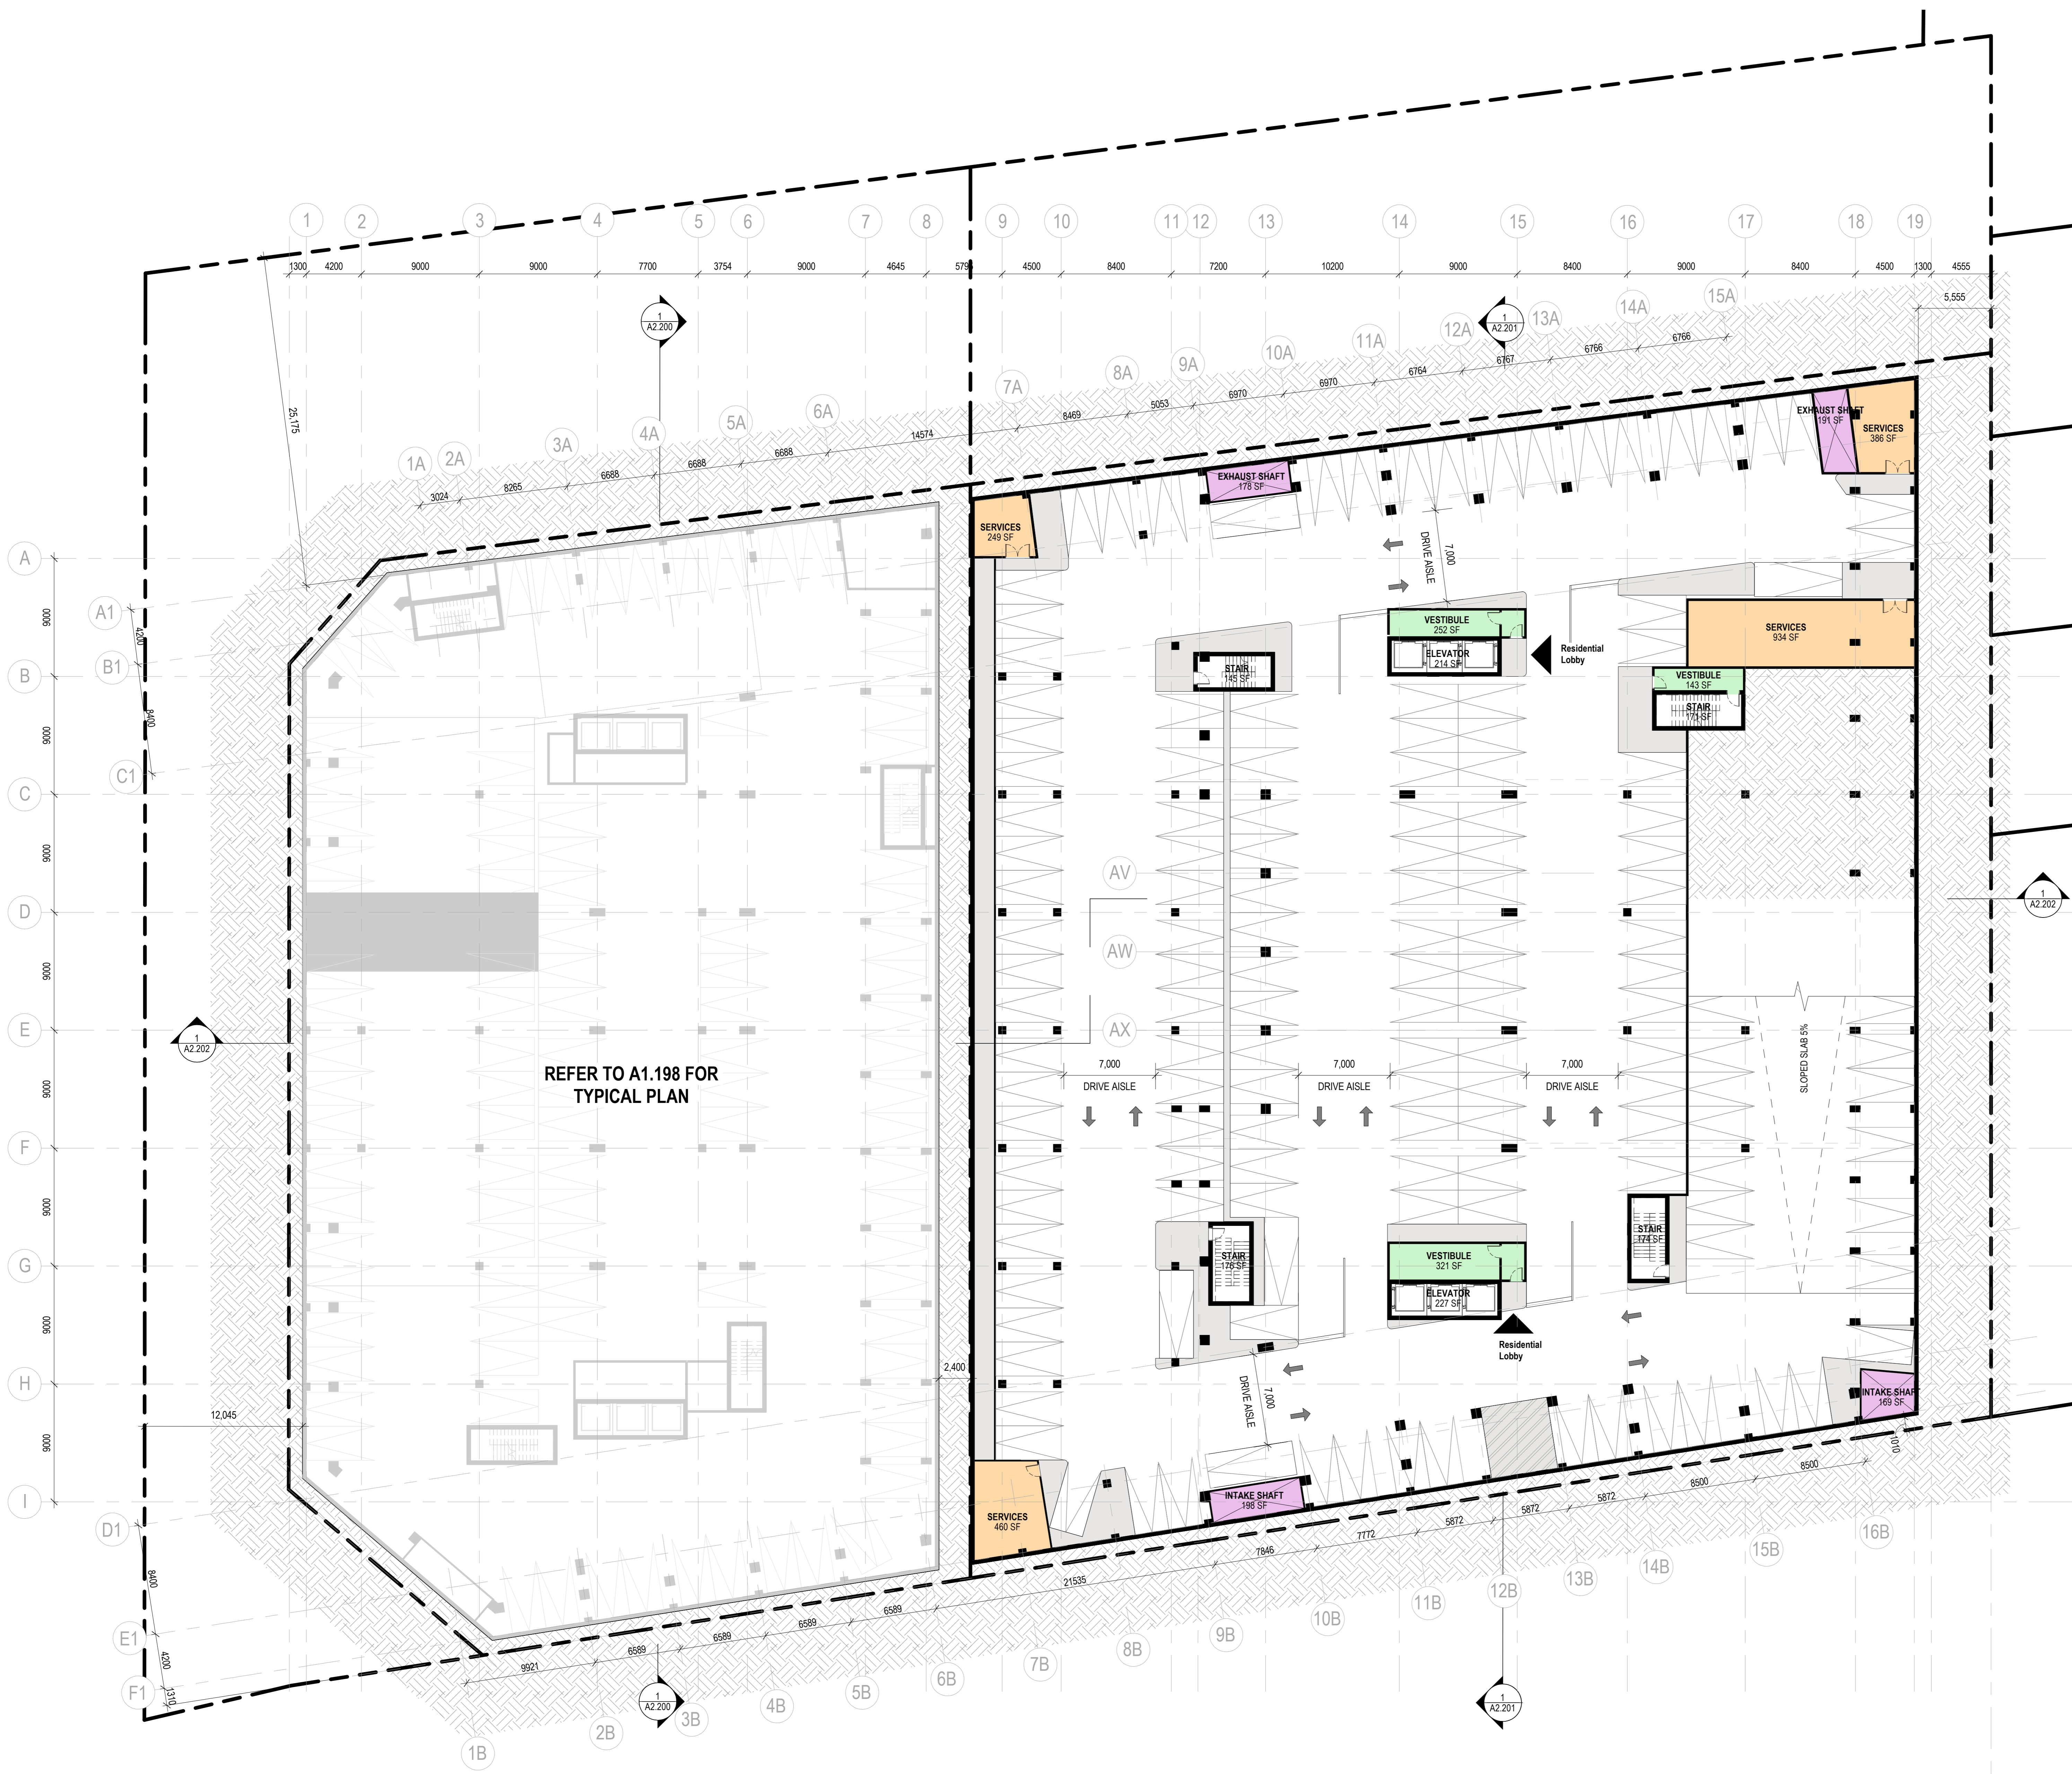 1 2 3 4 5 6 7 8 9 10 11 12 13 14 15 16 17 18 19
1300 4200 9000 9000 7700 3754 9000 4645 579 4500 8400 7200 10200 9000 8400 9000 8400 4500 1300 4555
5,555
1
A2.200
1
A2.201
15A
14A
13A
12A
11A
10A
9A
8A
7A
6A
5A
4A
3A
2A
1A
3024 8265 6688 6688 6688 14574 8469 5053 6970 6970 6764 6767 6766 6766
25,175
EXHAUST SHAFT
191 SF
SERVICES
386 SF
EXHAUST SHAFT
178 SF
SERVICES
249 SF
7,000
DRIVE AISLE
A
A1
B1
B
C1
C
D
E
F
G
H
I
D1
E1
F1
9000
9000
9000
9000
9000
9000
9000
9000
4200
8400
8400
4200
1310
VESTIBULE
252 SF
ELEVATOR
214 SF
Residential
Lobby
SERVICES
934 SF
STAIR
145 SF
VESTIBULE
143 SF
STAIR
171 SF
AV
AW
AX
1
A2.202
1
A2.202
SLOPED SLAB 5%
REFER TO A1.198 FOR
TYPICAL PLAN
7,000
DRIVE AISLE
7,000
DRIVE AISLE
7,000
DRIVE AISLE
STAIR
176 SF
STAIR
174 SF
VESTIBULE
321 SF
ELEVATOR
227 SF
Residential
Lobby
2,400
12,045
7,000
DRIVE AISLE
INTAKE SHAFT
169 SF
1010
INTAKE SHAFT
198 SF
SERVICES
460 SF
9921 6589 6589 6589 6589 21535 7846 7772 5872 5872 5872 8500 8500
16B
15B
14B
13B
12B
11B
10B
9B
8B
7B
6B
5B
4B
3B
2B
1B
1
A2.200
1
A2.201